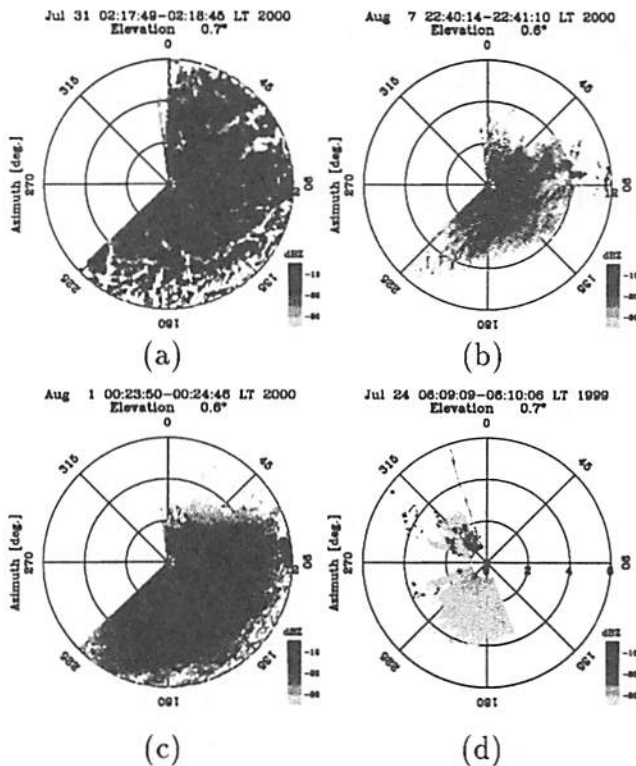 Jul 31 02:17:49-02:18:45 LT 2000
Elevation 0.7°
0
45
90
135
180
225
270
315
Azimuth [deg.]
dBZ
(a)
Aug 7 22:40:14-22:41:10 LT 2000
Elevation 0.6°
0
45
90
135
180
225
270
315
Azimuth [deg.]
dBZ
(b)
Aug 1 00:23:50-00:24:46 LT 2000
Elevation 0.6°
0
45
90
135
180
225
270
315
Azimuth [deg.]
dBZ
(c)
Jul 24 06:09:09-06:10:06 LT 1999
Elevation 0.7°
0
45
90
135
180
225
270
315
2 4 6
Azimuth [deg.]
dBZ
(d)